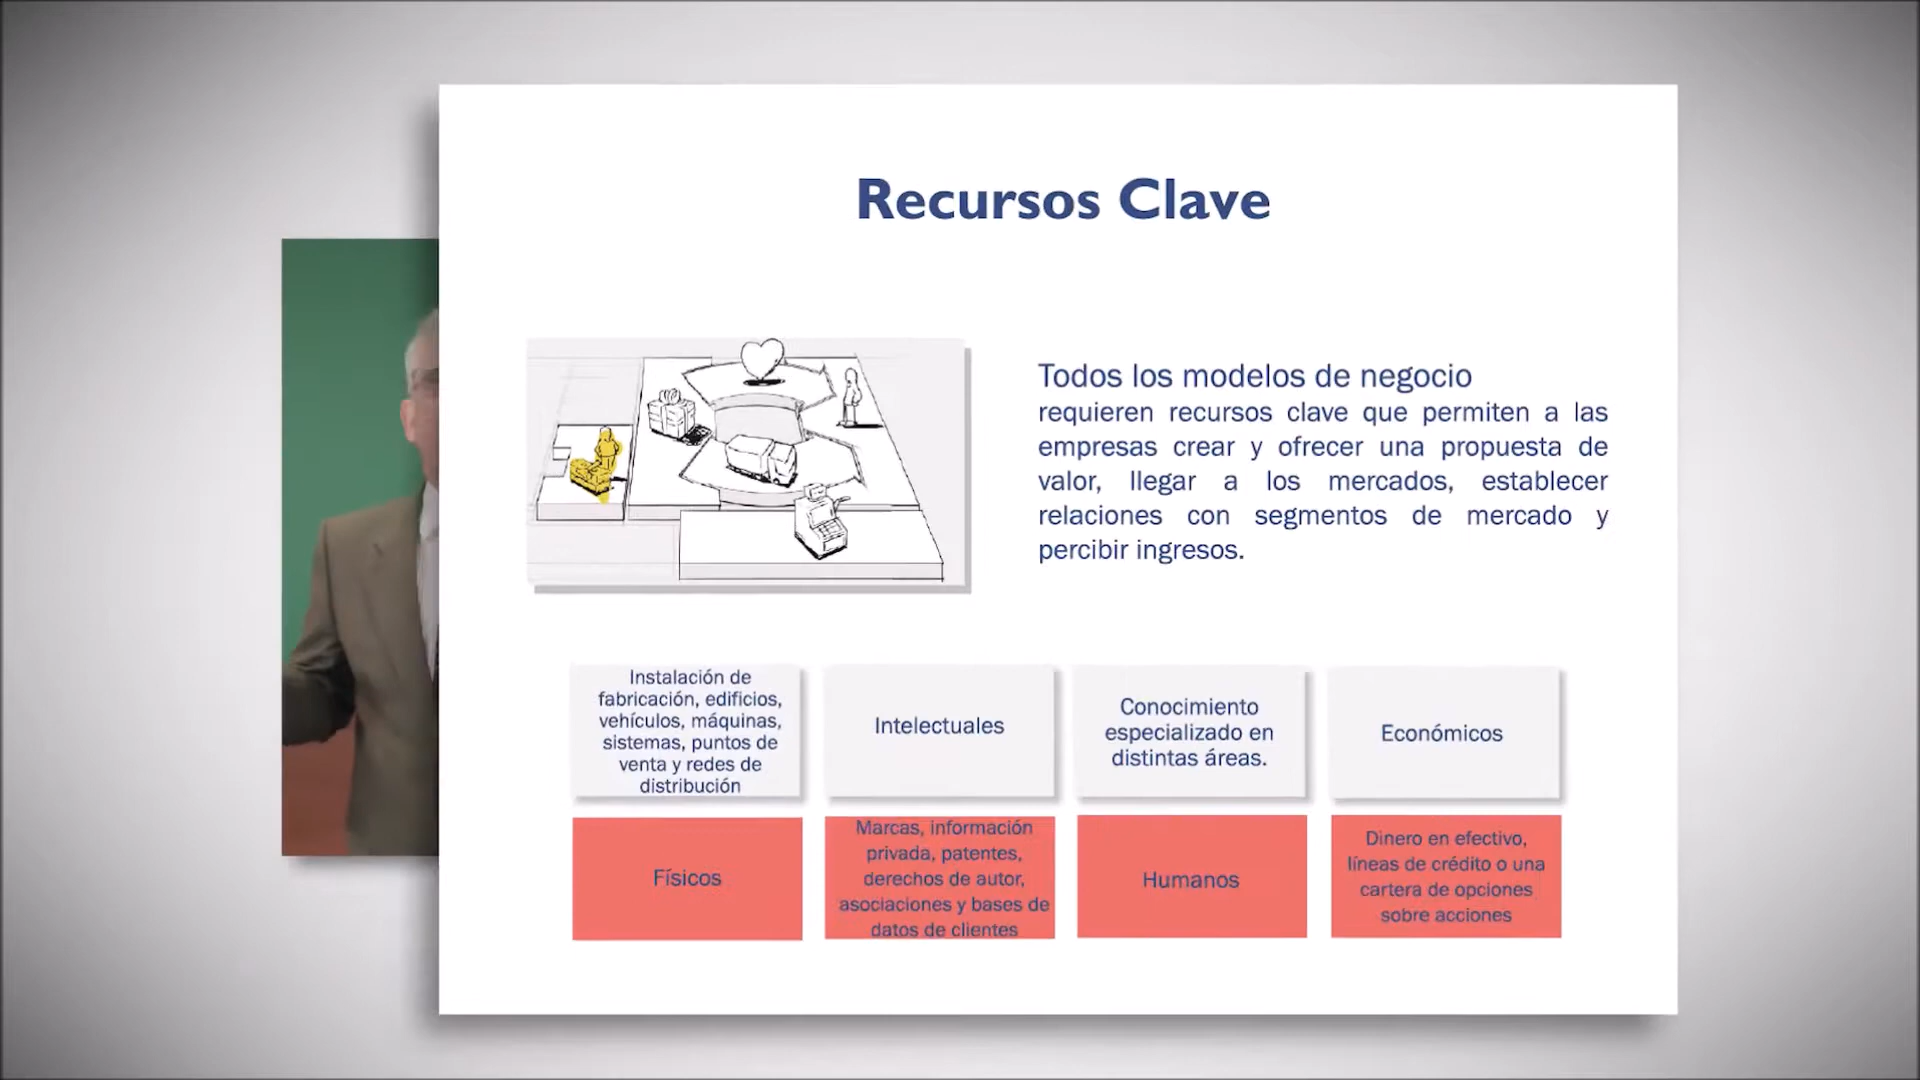 Recursos Clave
Todos los modelos de negocio
requieren recursos clave que permiten a las
empresas crear y ofrecer una propuesta de
valor, llegar a los mercados, establecer
relaciones con segmentos de mercado y
percibir ingresos.
Instalación de
fabricación, edificios,
vehículos, máquinas,
sistemas, puntos de
venta y redes de
distribución
Intelectuales
Conocimiento
especializado en
distintas áreas.
Económicos
Físicos
Marcas, información
privada, patentes,
derechos de autor,
asociaciones y bases de
datos de clientes
Humanos
Dinero en efectivo,
líneas de crédito o una
cartera de opciones
sobre acciones